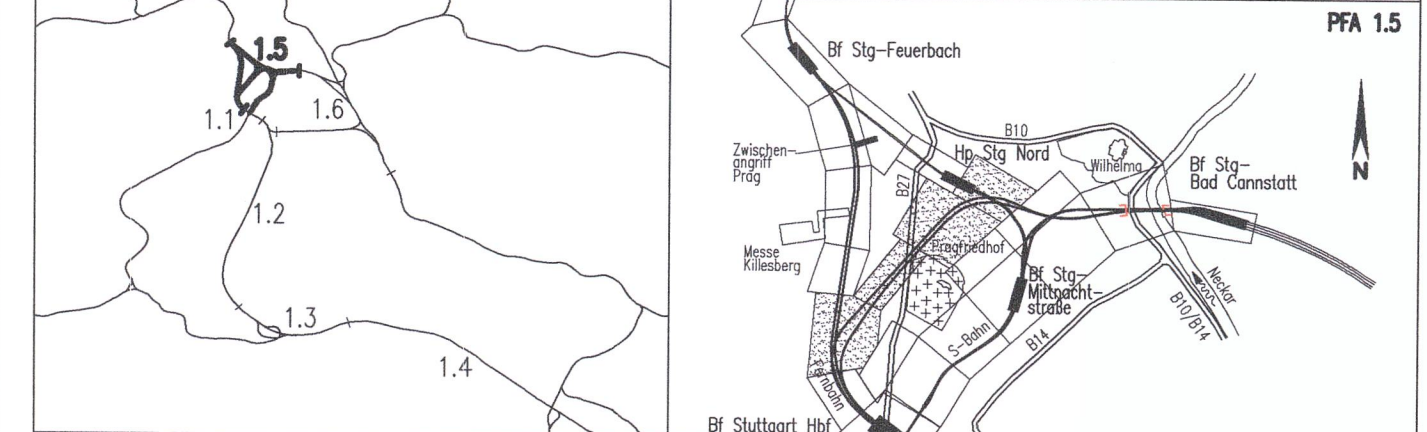 1.5
1.1
1.6
1.2
1.3
1.4
PFA 1.5
Bf Stg-Feuerbach
B10
Zwischen-
angriff
Prag
Hp Stg Nord
Wilhelma
Bf Stg-
Bad Cannstatt
N
B27
Messe
Killesberg
Pragfriedhof
Bf Stg-
Mittnacht-
straße
Neckar
B10/B14
S-Bahn
B14
Fernbahn
Bf Stuttgart Hbf